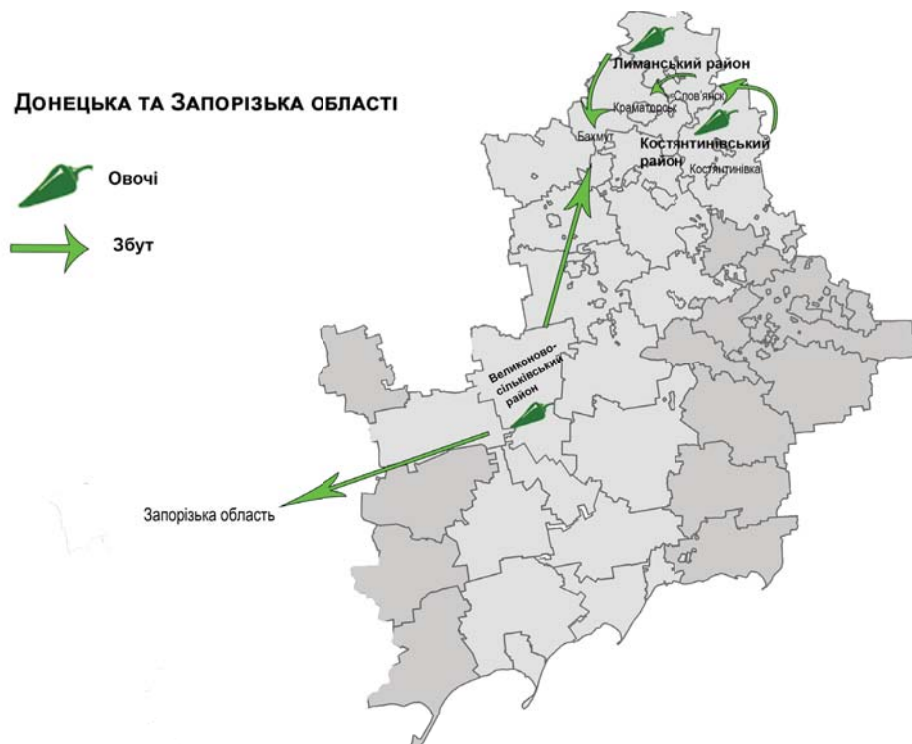 Донецька та Запорізька області
Овочі
Збут
Лиманський район
Слов'янск
Краматорськ
Бахмут
Костянтинівський
район
Костянтинівка
Великоново-
сільківський
район
Запорізька область